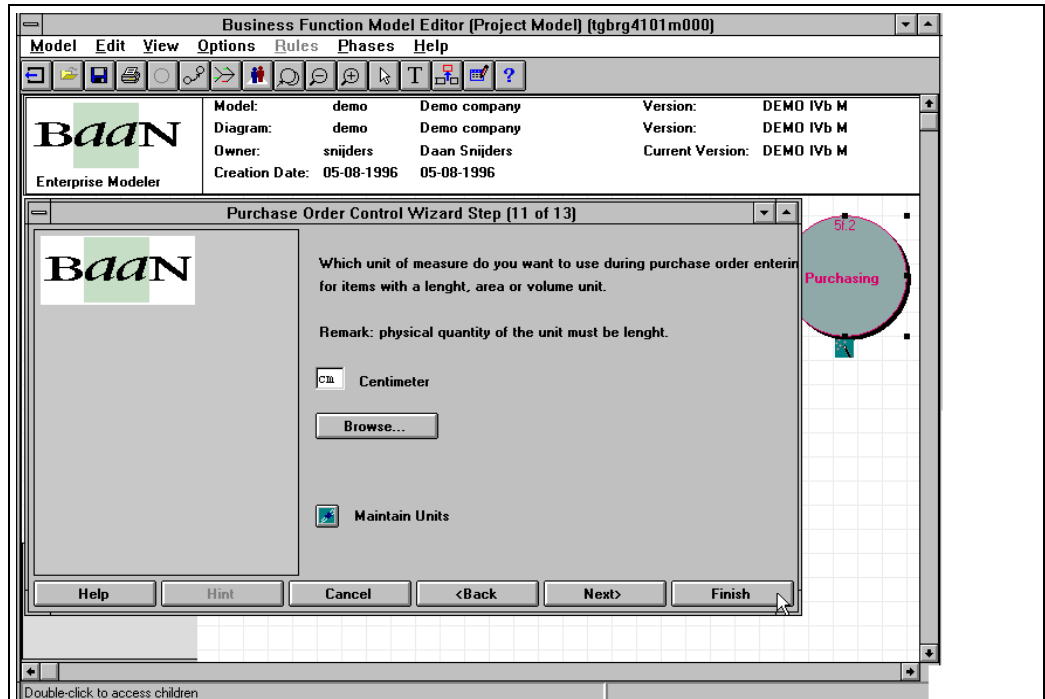 Business Function Model Editor (Project Model) (tgbrg4101m000)
Model Edit View Options Rules Phases Help
T ?
BaaN
Enterprise Modeler
Model: demo Demo company Version: DEMO IVb M
Diagram: demo Demo company Version: DEMO IVb M
Owner: snijders Daan Snijders Current Version: DEMO IVb M
Creation Date: 05-08-1996 05-08-1996
Purchase Order Control Wizard Step (11 of 13)
BaaN
Which unit of measure do you want to use during purchase order enterin
for items with a lenght, area or volume unit.
Remark: physical quantity of the unit must be lenght.
cm Centimeter
Browse...
Maintain Units
Help Hint Cancel <Back Next> Finish
5f.2
Purchasing
Double-click to access children